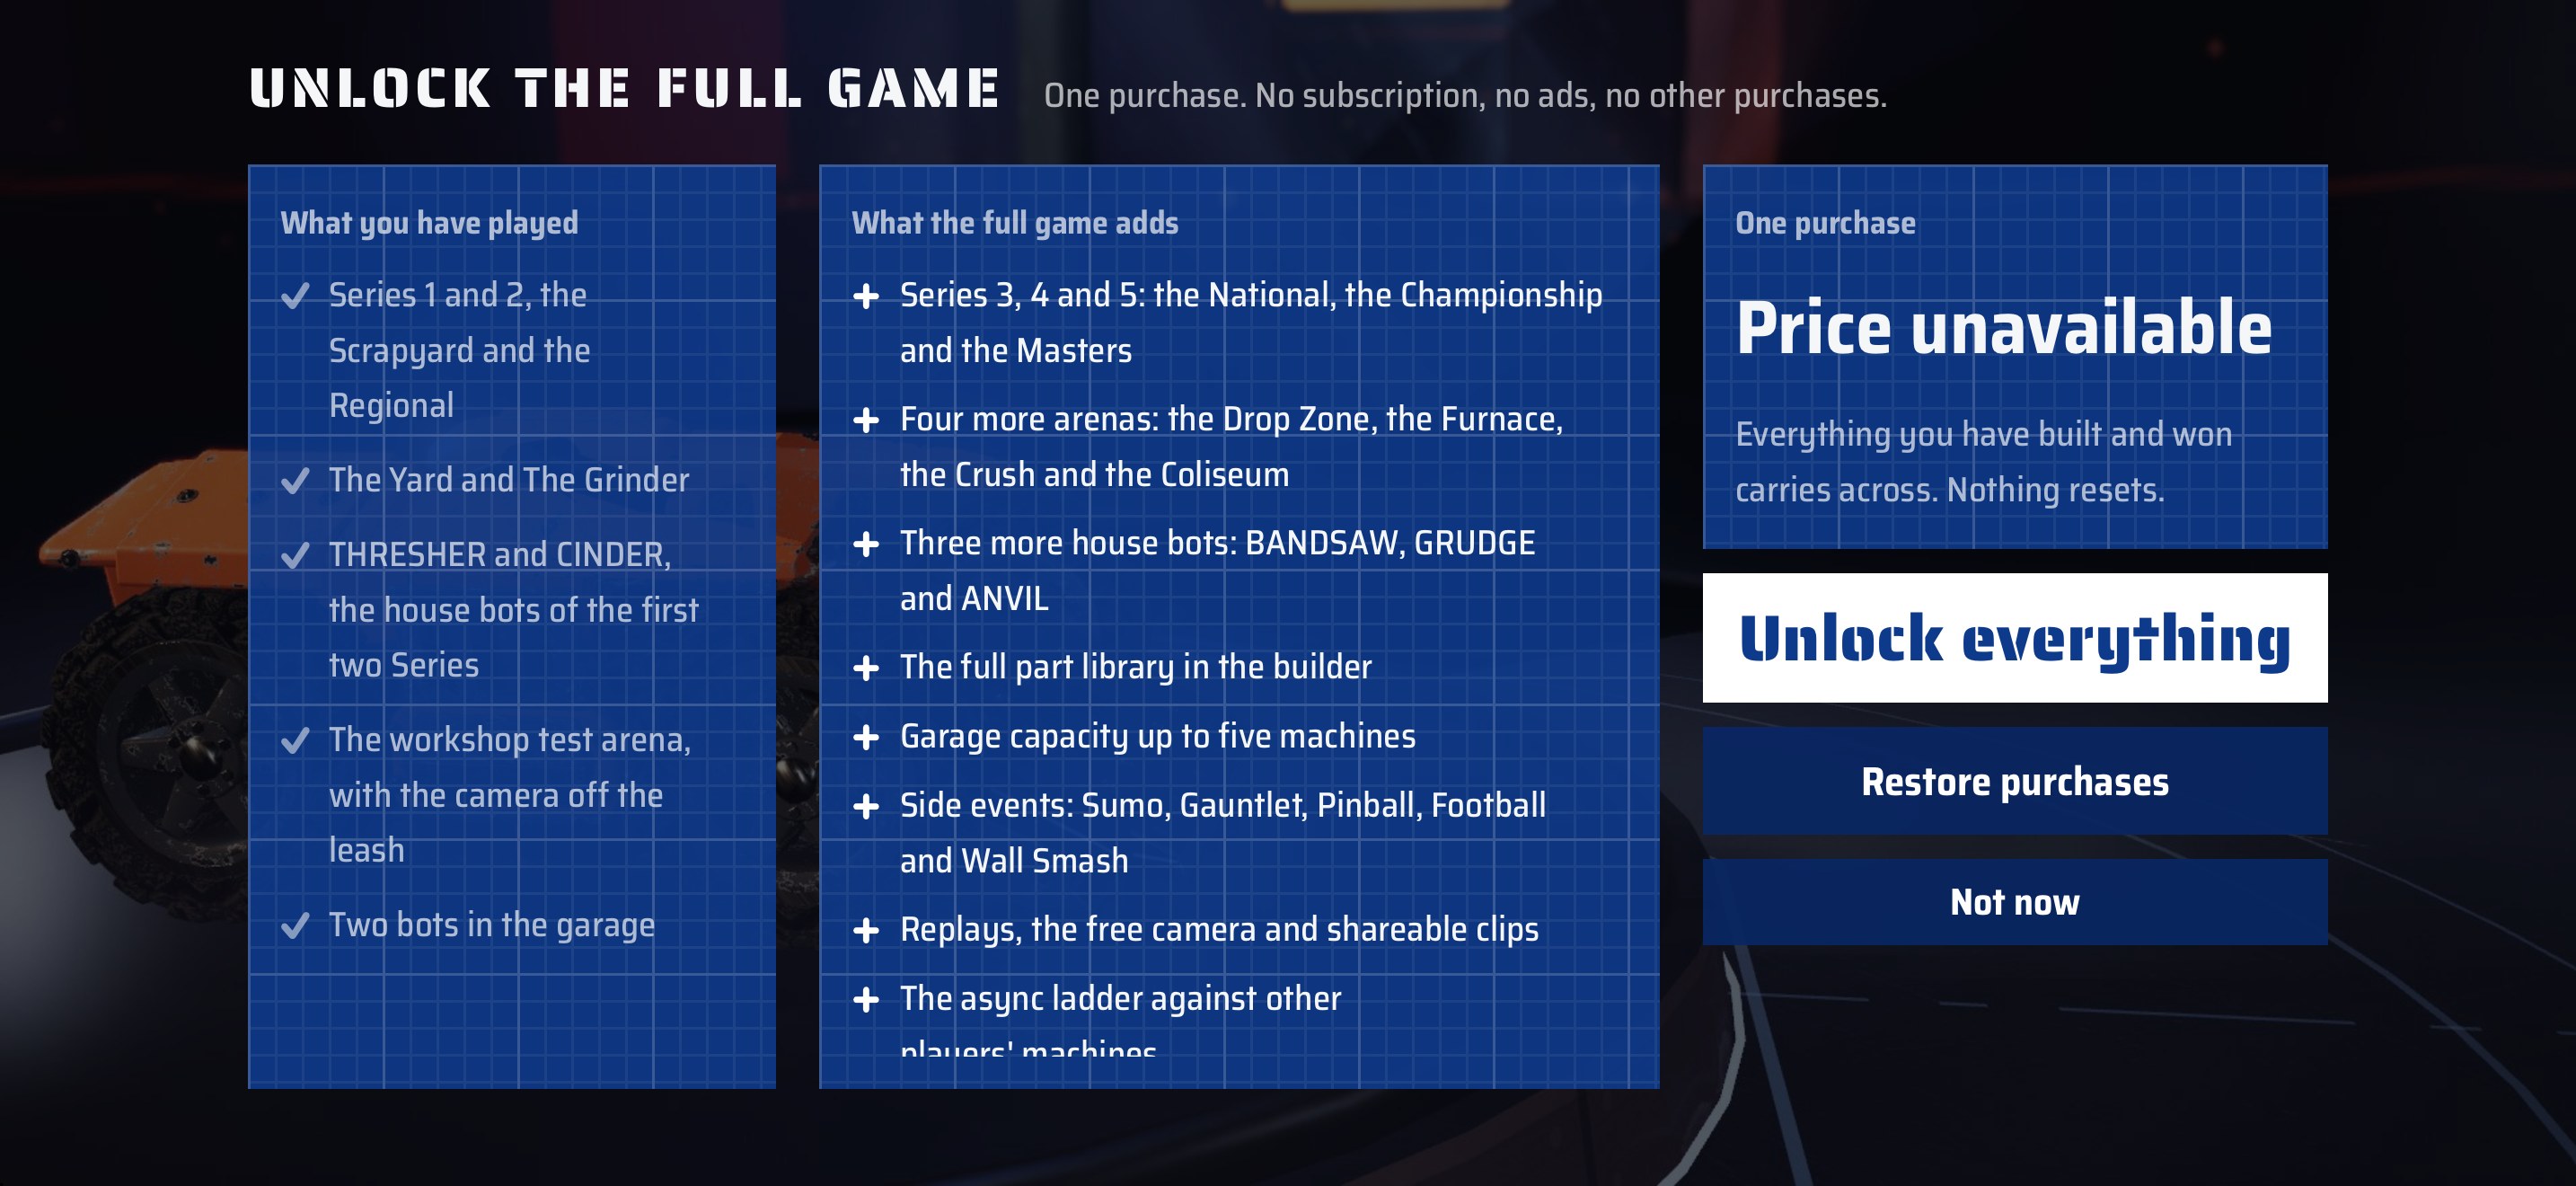 UNLOCK THE FULL GAME One purchase. No subscription, no ads, no other purchases.
What you have played
Series 1 and 2, the
Scrapyard and the
Regional
The Yard and The Grinder
THRESHER and CINDER,
the house bots of the first
two Series
The workshop test arena,
with the camera off the
leash
Two bots in the garage
What the full game adds
Series 3, 4 and 5: the National, the Championship
and the Masters
Four more arenas: the Drop Zone, the Furnace,
the Crush and the Coliseum
Three more house bots: BANDSAW, GRUDGE
and ANVIL
The full part library in the builder
Garage capacity up to five machines
Side events: Sumo, Gauntlet, Pinball, Football
and Wall Smash
Replays, the free camera and shareable clips
The async ladder against other
players' machines
One purchase
Price unavailable
Everything you have built and won
carries across. Nothing resets.
Unlock everything
Restore purchases
Not now